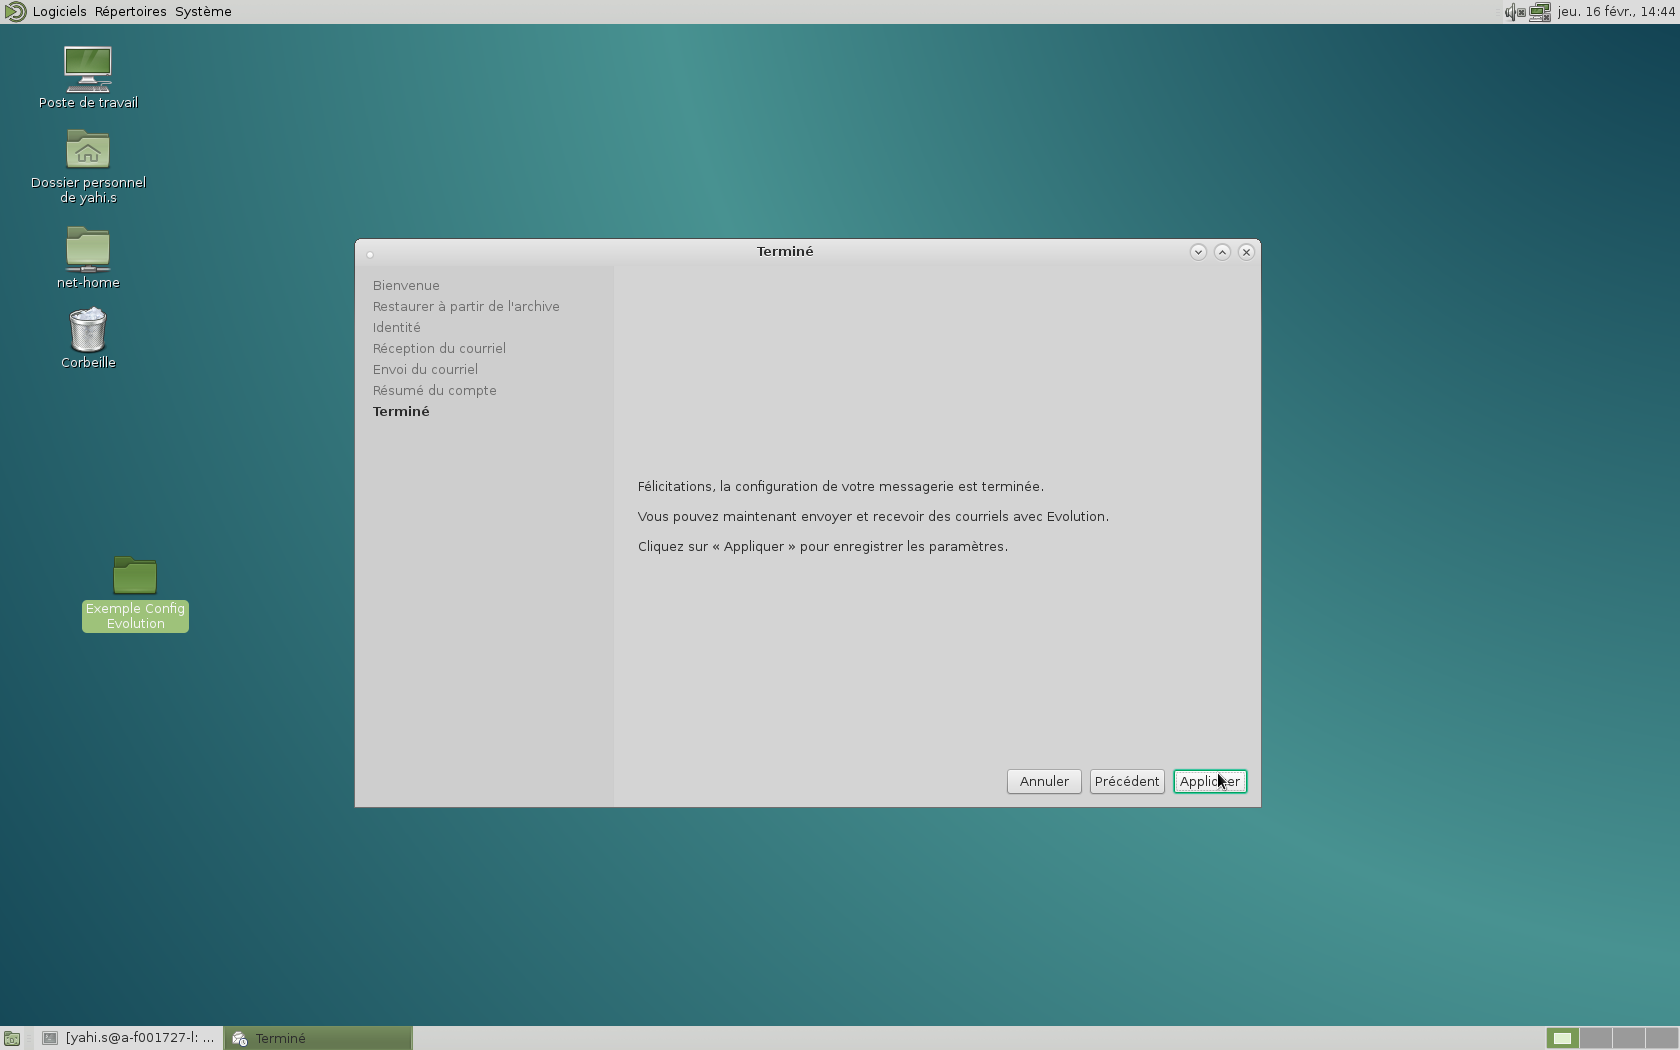 Logiciels Répertoires Système
jeu. 16 févr., 14:44
Poste de travail
Dossier personnel
de yahi.s
net-home
Corbeille
Exemple Config
Evolution
Terminé
Bienvenue
Restaurer à partir de l'archive
Identité
Réception du courriel
Envoi du courriel
Résumé du compte
Terminé
Félicitations, la configuration de votre messagerie est terminée.
Vous pouvez maintenant envoyer et recevoir des courriels avec Evolution.
Cliquez sur « Appliquer » pour enregistrer les paramètres.
Annuler
Précédent
Appliquer
[yahi.s@a-f001727-l: ...
Terminé